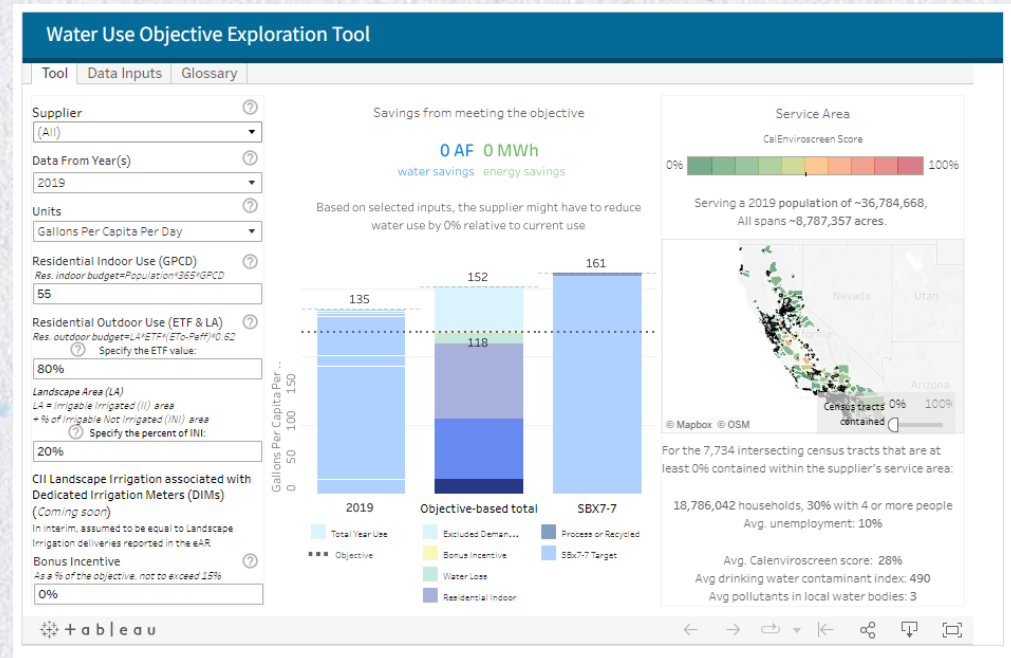 Water Use Objective Exploration Tool
Tool
Data Inputs
Glossary
Supplier
(All)
Data From Year(s)
2019
Units
Gallons Per Capita Per Day
Residential Indoor Use (GPCD)
Res. indoor budget=Population*365*GPCD
55
Residential Outdoor Use (ETF & LA)
Res. outdoor budget=LA*ETF*(ETo-Peff)*0.62
Specify the ETF value:
80%
Landscape Area (LA)
LA = Irrigable Irrigated (II) area
+ % of Irrigable Not Irrigated (INI) area
Specify the percent of INI:
20%
CII Landscape Irrigation associated with
Dedicated Irrigation Meters (DIMs)
(Coming soon)
In interim, assumed to be equal to Landscape
Irrigation deliveries reported in the eAR
Bonus Incentive
As a % of the objective, not to exceed 15%
0%
Savings from meeting the objective
0 AF 0 MWh
water savings energy savings
Based on selected inputs, the supplier might have to reduce
water use by 0% relative to current use
161
152
135
118
Gallons Per Capita Per ..
150
100
50
0
2019
Objective-based total
SBX7-7
Total Year Use
Objective
Excluded Deman...
Bonus Incentive
Water Loss
Residential Indoor
Process or Recycled
SBx7-7 Target
Service Area
CalEnviroscreen Score
0% 100%
Serving a 2019 population of ~36,784,668,
All spans ~8,787,357 acres.
Nevada
Utah
Arizona
Census tracts 0% 100%
contained
© Mapbox © OSM
For the 7,734 intersecting census tracts that are at
least 0% contained within the supplier's service area:
18,786,042 households, 30% with 4 or more people
Avg. unemployment: 10%
Avg. Calenviroscreen score: 28%
Avg drinking water contaminant index: 490
Avg pollutants in local water bodies: 3
+ a b | e a u